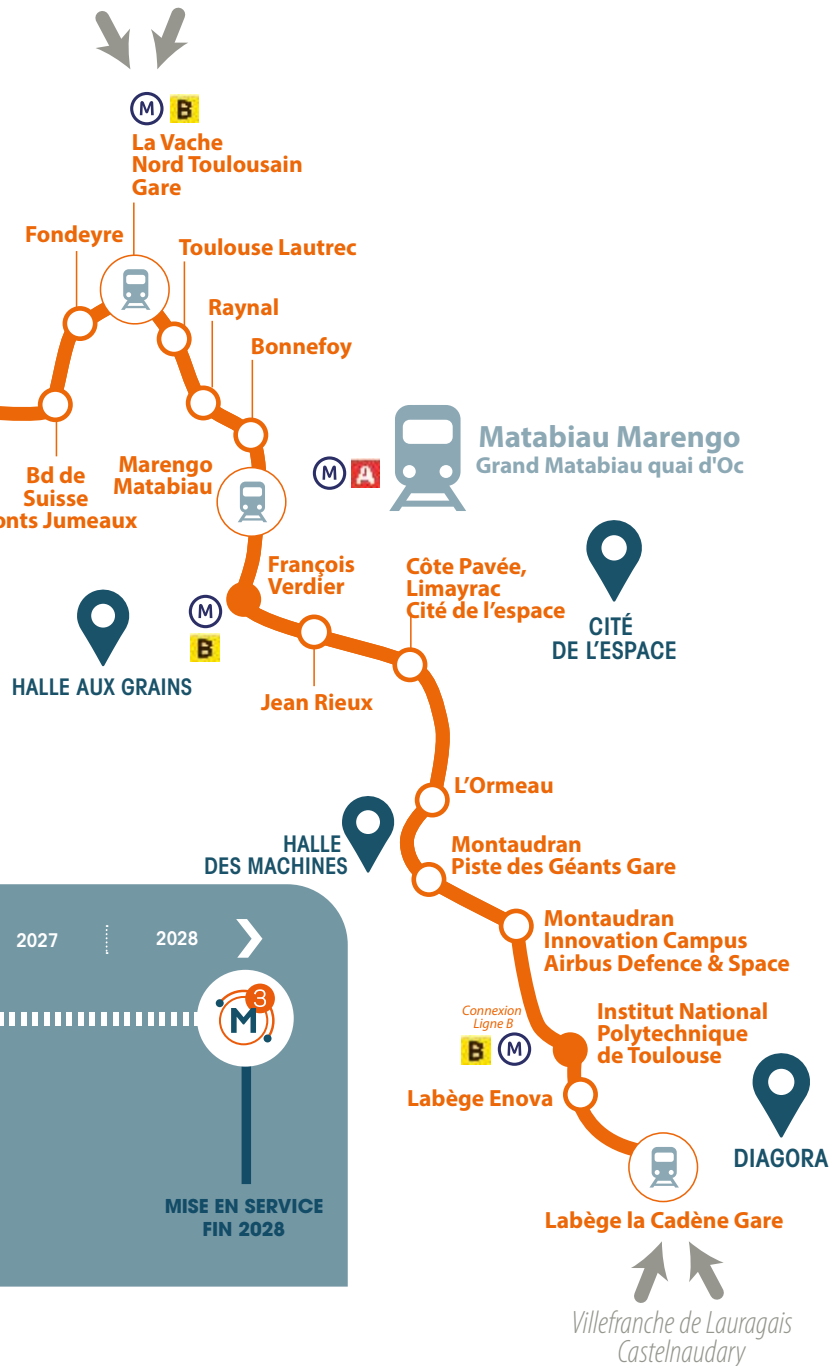 M B
La Vache
Nord Toulousain
Gare
Fondeyre
Toulouse Lautrec
Raynal
Bonnefoy
Bd de
Suisse
onts Jumeaux
Marengo
Matabiau
M A
Matabiau Marengo
Grand Matabiau quai d'Oc
François
Verdier
M
B
Côte Pavée,
Limayrac
Cité de l'espace
CITÉ
DE L'ESPACE
HALLE AUX GRAINS
Jean Rieux
L'Ormeau
HALLE
DES MACHINES
Montaudran
Piste des Géants Gare
Montaudran
Innovation Campus
Airbus Defence & Space
2027
2028
M 3
MISE EN SERVICE
FIN 2028
Connexion
Ligne B
B M
Institut National
Polytechnique
de Toulouse
Labège Enova
DIAGORA
Labège la Cadène Gare
Villefranche de Lauragais
Castelnaudary